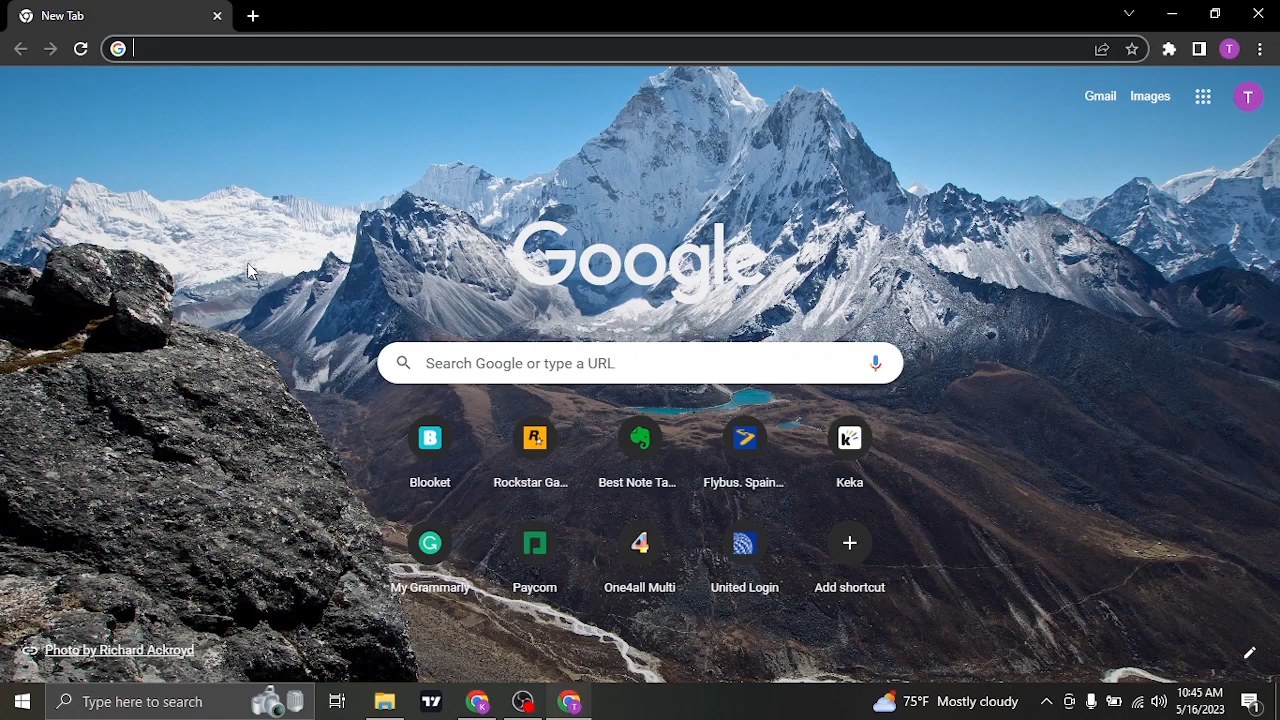 New Tab
Gmail Images
T
T
Google
Search Google or type a URL
Blooket
Rockstar Ga...
Best Note Ta...
Flybus. Spain...
Keka
My Grammarly
Paycom
One4all Multi
United Login
Add shortcut
Photo by Richard Ackroyd
Type here to search
75°F Mostly cloudy
10:45 AM
5/16/2023